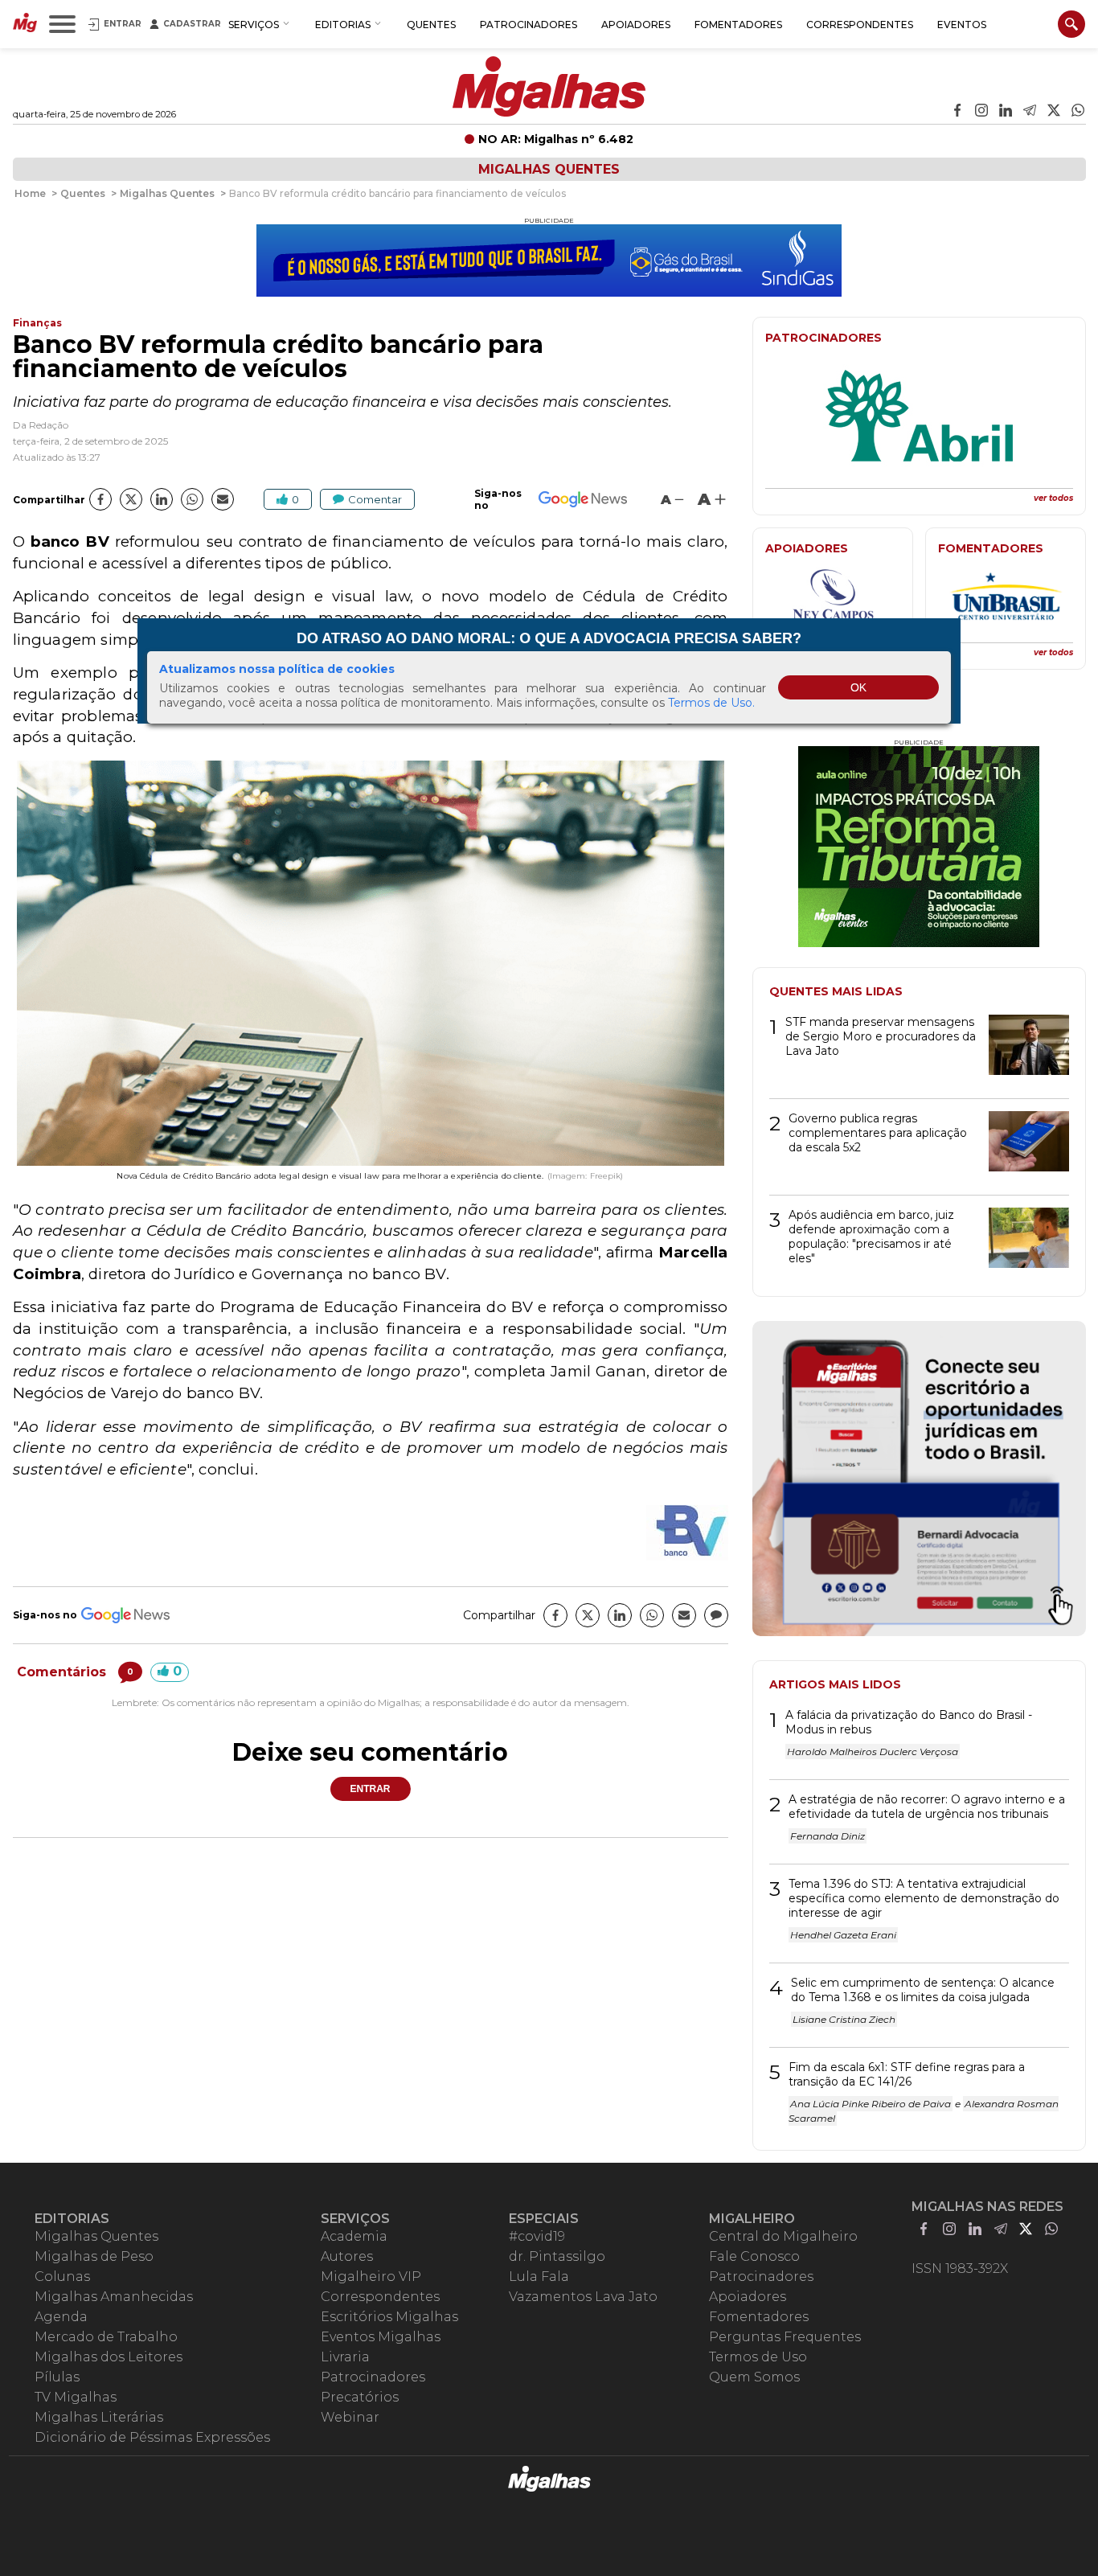 Mg
ENTRAR
CADASTRAR
SERVIÇOS
EDITORIAS
QUENTES
PATROCINADORES
APOIADORES
FOMENTADORES
CORRESPONDENTES
EVENTOS
Migalhas
quarta-feira, 25 de novembro de 2026
NO AR: Migalhas nº 6.482
MIGALHAS QUENTES
Home > Quentes > Migalhas Quentes > Banco BV reformula crédito bancário para financiamento de veículos
PUBLICIDADE
É O NOSSO GÁS, E ESTÁ EM TUDO QUE O BRASIL FAZ.
Gás do Brasil
É seguro, é confiável e é de casa.
SindiGas
Finanças
Banco BV reformula crédito bancário para
financiamento de veículos
Iniciativa faz parte do programa de educação financeira e visa decisões mais conscientes.
Da Redação
terça-feira, 2 de setembro de 2025
Atualizado às 13:27
Compartilhar
0
Comentar
Siga-nos
no
Google News
A−
A+
O banco BV reformulou seu contrato de financiamento de veículos para torná-lo mais claro,
funcional e acessível a diferentes tipos de público.
Aplicando conceitos de legal design e visual law, o novo modelo de Cédula de Crédito
Bancário foi desenvolvido após um mapeamento das necessidades dos clientes, com
linguagem simp
Um exemplo p
regularização do
evitar problemas
após a quitação.
DO ATRASO AO DANO MORAL: O QUE A ADVOCACIA PRECISA SABER?
Atualizamos nossa política de cookies
Utilizamos cookies e outras tecnologias semelhantes para melhorar sua experiência. Ao continuar
navegando, você aceita a nossa política de monitoramento. Mais informações, consulte os Termos de Uso.
OK
Nova Cédula de Crédito Bancário adota legal design e visual law para melhorar a experiência do cliente. (Imagem: Freepik)
"O contrato precisa ser um facilitador de entendimento, não uma barreira para os clientes.
Ao redesenhar a Cédula de Crédito Bancário, buscamos oferecer clareza e segurança para
que o cliente tome decisões mais conscientes e alinhadas à sua realidade", afirma Marcella
Coimbra, diretora do Jurídico e Governança no banco BV.
Essa iniciativa faz parte do Programa de Educação Financeira do BV e reforça o compromisso
da instituição com a transparência, a inclusão financeira e a responsabilidade social. "Um
contrato mais claro e acessível não apenas facilita a contratação, mas gera confiança,
reduz riscos e fortalece o relacionamento de longo prazo", completa Jamil Ganan, diretor de
Negócios de Varejo do banco BV.
"Ao liderar esse movimento de simplificação, o BV reafirma sua estratégia de colocar o
cliente no centro da experiência de crédito e de promover um modelo de negócios mais
sustentável e eficiente", conclui.
BV
banco
Siga-nos no Google News
Compartilhar
Comentários
0
0
Lembrete: Os comentários não representam a opinião do Migalhas; a responsabilidade é do autor da mensagem.
Deixe seu comentário
ENTRAR
PATROCINADORES
Abril
ver todos
APOIADORES
NEY CAMPOS
FOMENTADORES
UNIBRASIL
CENTRO UNIVERSITÁRIO
ver todos
PUBLICIDADE
aula online
10/dez | 10h
IMPACTOS PRÁTICOS DA
Reforma
Tributária
Da contabilidade
à advocacia:
Soluções para empresas
e o impacto no cliente
Migalhas
eventos
QUENTES MAIS LIDAS
1
STF manda preservar mensagens
de Sergio Moro e procuradores da
Lava Jato
2
Governo publica regras
complementares para aplicação
da escala 5x2
3
Após audiência em barco, juiz
defende aproximação com a
população: "precisamos ir até
eles"
Escritórios
Migalhas
Encontre um correspondente e contrate
com agilidade
Buscar
+ FILTROS
Conecte seu
escritório a
oportunidades
jurídicas em
todo o Brasil.
Mg
Bernardi Advocacia
Certificado digital
escritorio.com.br
Solicitar
Contato
ARTIGOS MAIS LIDOS
1
A falácia da privatização do Banco do Brasil -
Modus in rebus
Haroldo Malheiros Duclerc Verçosa
2
A estratégia de não recorrer: O agravo interno e a
efetividade da tutela de urgência nos tribunais
Fernanda Diniz
3
Tema 1.396 do STJ: A tentativa extrajudicial
específica como elemento de demonstração do
interesse de agir
Hendhel Gazeta Erani
4
Selic em cumprimento de sentença: O alcance
do Tema 1.368 e os limites da coisa julgada
Lisiane Cristina Ziech
5
Fim da escala 6x1: STF define regras para a
transição da EC 141/26
Ana Lúcia Pinke Ribeiro de Paiva e Alexandra Rosman
Scaramel
EDITORIAS
Migalhas Quentes
Migalhas de Peso
Colunas
Migalhas Amanhecidas
Agenda
Mercado de Trabalho
Migalhas dos Leitores
Pílulas
TV Migalhas
Migalhas Literárias
Dicionário de Péssimas Expressões
SERVIÇOS
Academia
Autores
Migalheiro VIP
Correspondentes
Escritórios Migalhas
Eventos Migalhas
Livraria
Patrocinadores
Precatórios
Webinar
ESPECIAIS
#covid19
dr. Pintassilgo
Lula Fala
Vazamentos Lava Jato
MIGALHEIRO
Central do Migalheiro
Fale Conosco
Patrocinadores
Apoiadores
Fomentadores
Perguntas Frequentes
Termos de Uso
Quem Somos
MIGALHAS NAS REDES
ISSN 1983-392X
Migalhas